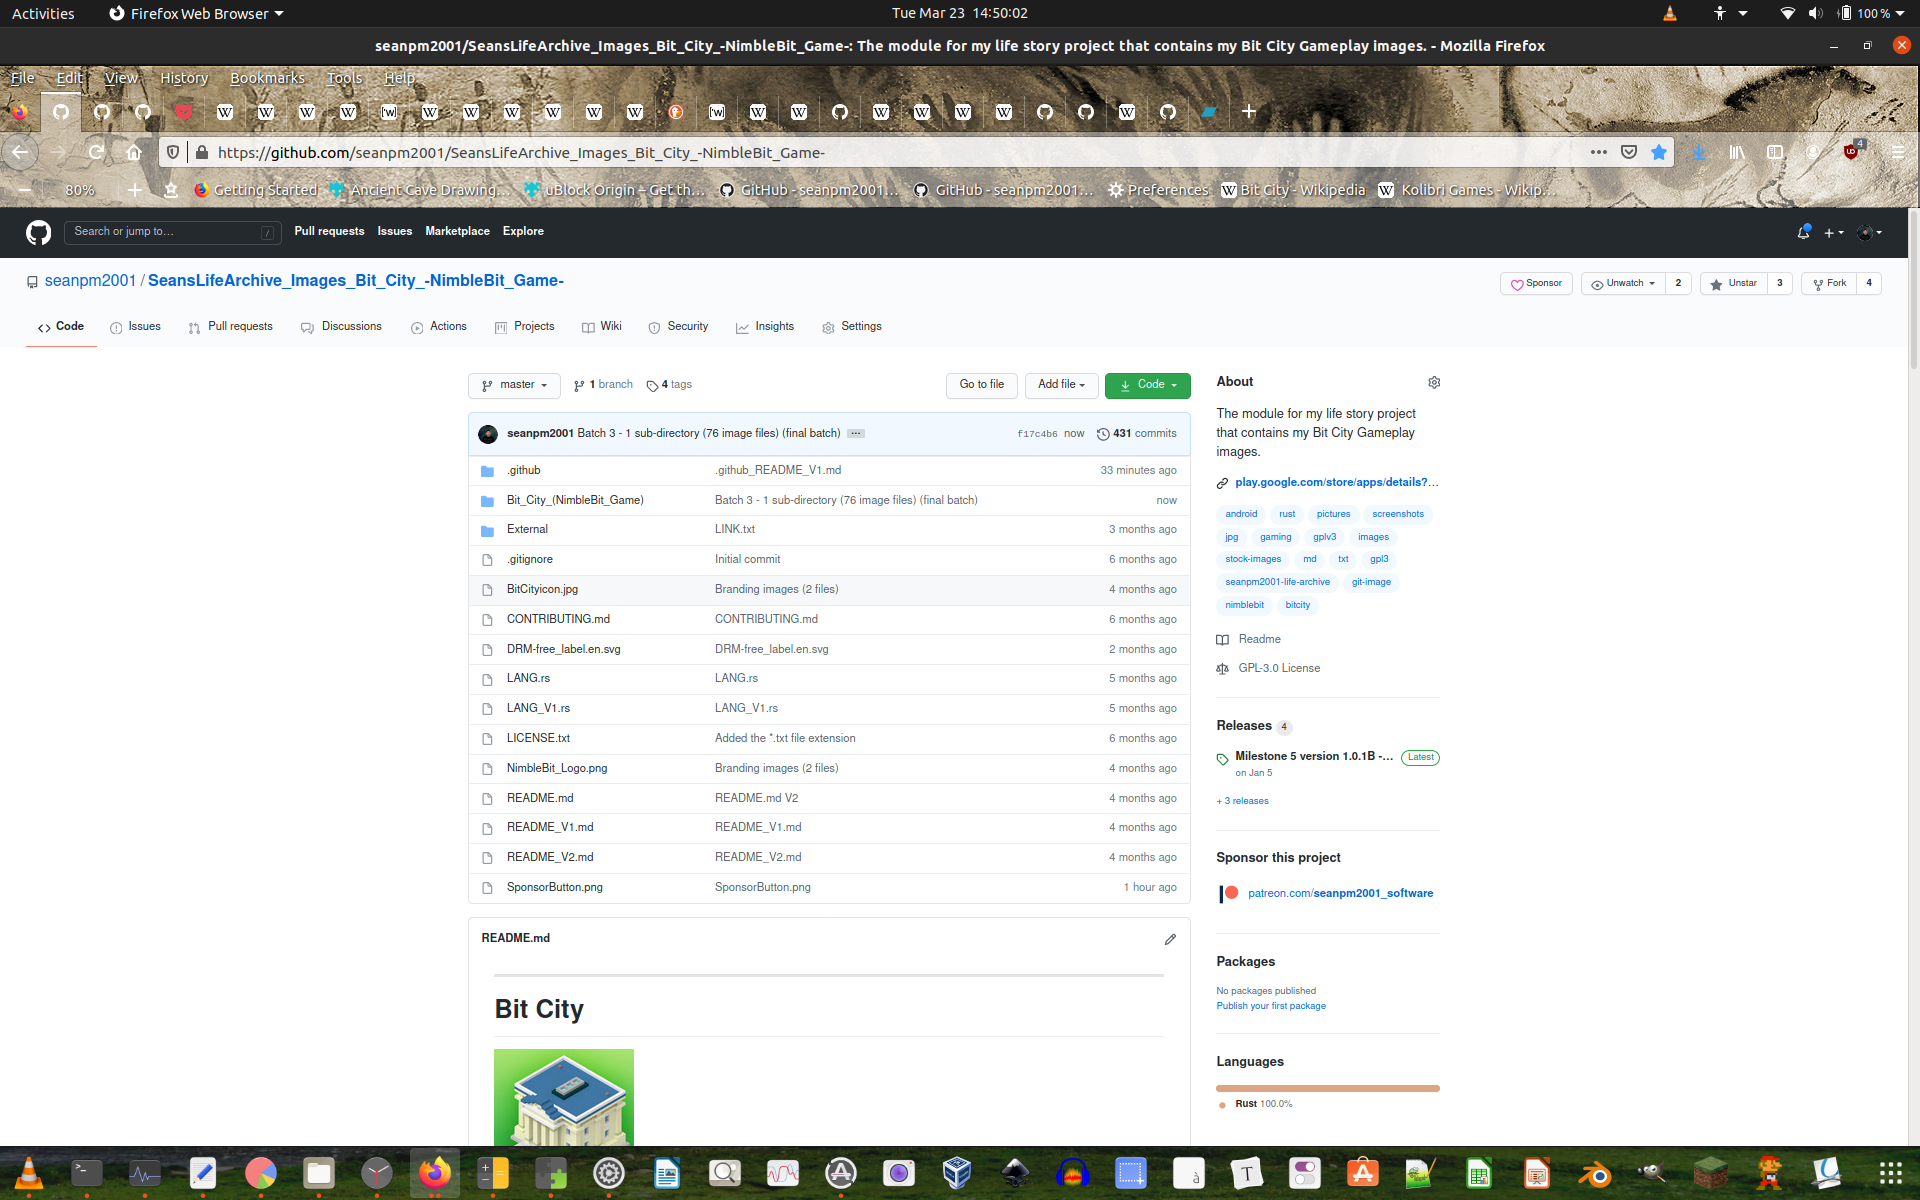 Activities
Firefox Web Browser
Tue Mar 23 14:50:02
100 %
seanpm2001/SeansLifeArchive_Images_Bit_City_-NimbleBit_Game-: The module for my life story project that contains my Bit City Gameplay images. - Mozilla Firefox
File Edit View History Bookmarks Tools Help
https://github.com/seanpm2001/SeansLifeArchive_Images_Bit_City_-NimbleBit_Game-
4
80%
Getting Started
Ancient Cave Drawing…
uBlock Origin – Get th…
GitHub - seanpm2001…
GitHub - seanpm2001…
Preferences
Bit City - Wikipedia
Kolibri Games - Wikip…
Search or jump to…
/
Pull requests Issues Marketplace Explore
seanpm2001 / SeansLifeArchive_Images_Bit_City_-NimbleBit_Game-
Sponsor
Unwatch 2
Unstar 3
Fork 4
Code Issues Pull requests Discussions Actions Projects Wiki Security Insights Settings
master 1 branch 4 tags
Go to file Add file Code
seanpm2001 Batch 3 - 1 sub-directory (76 image files) (final batch) ... f17c4b6 now 431 commits
.github .github_README_V1.md 33 minutes ago
Bit_City_(NimbleBit_Game) Batch 3 - 1 sub-directory (76 image files) (final batch) now
External LINK.txt 3 months ago
.gitignore Initial commit 6 months ago
BitCityicon.jpg Branding images (2 files) 4 months ago
CONTRIBUTING.md CONTRIBUTING.md 6 months ago
DRM-free_label.en.svg DRM-free_label.en.svg 2 months ago
LANG.rs LANG.rs 5 months ago
LANG_V1.rs LANG_V1.rs 5 months ago
LICENSE.txt Added the *.txt file extension 6 months ago
NimbleBit_Logo.png Branding images (2 files) 4 months ago
README.md README.md V2 4 months ago
README_V1.md README_V1.md 4 months ago
README_V2.md README_V2.md 4 months ago
SponsorButton.png SponsorButton.png 1 hour ago
README.md
Bit City
About
The module for my life story project
that contains my Bit City Gameplay
images.
play.google.com/store/apps/details?…
android rust pictures screenshots
jpg gaming gplv3 images
stock-images md txt gpl3
seanpm2001-life-archive git-image
nimblebit bitcity
Readme
GPL-3.0 License
Releases 4
Milestone 5 version 1.0.1B -… Latest
on Jan 5
+ 3 releases
Sponsor this project
patreon.com/seanpm2001_software
Packages
No packages published
Publish your first package
Languages
Rust 100.0%